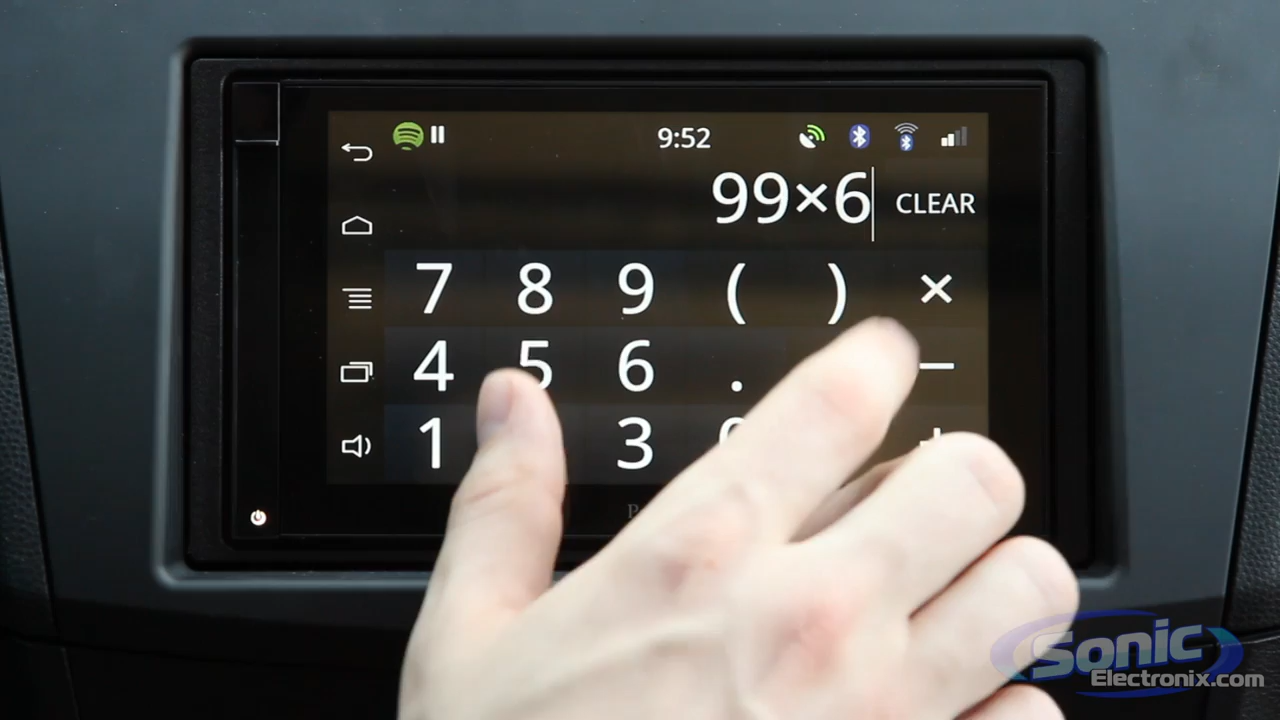 9:52
99×6
CLEAR
7 8 9 ( ) ×
4 5 6 . −
1 3
Sonic
Electronix.com